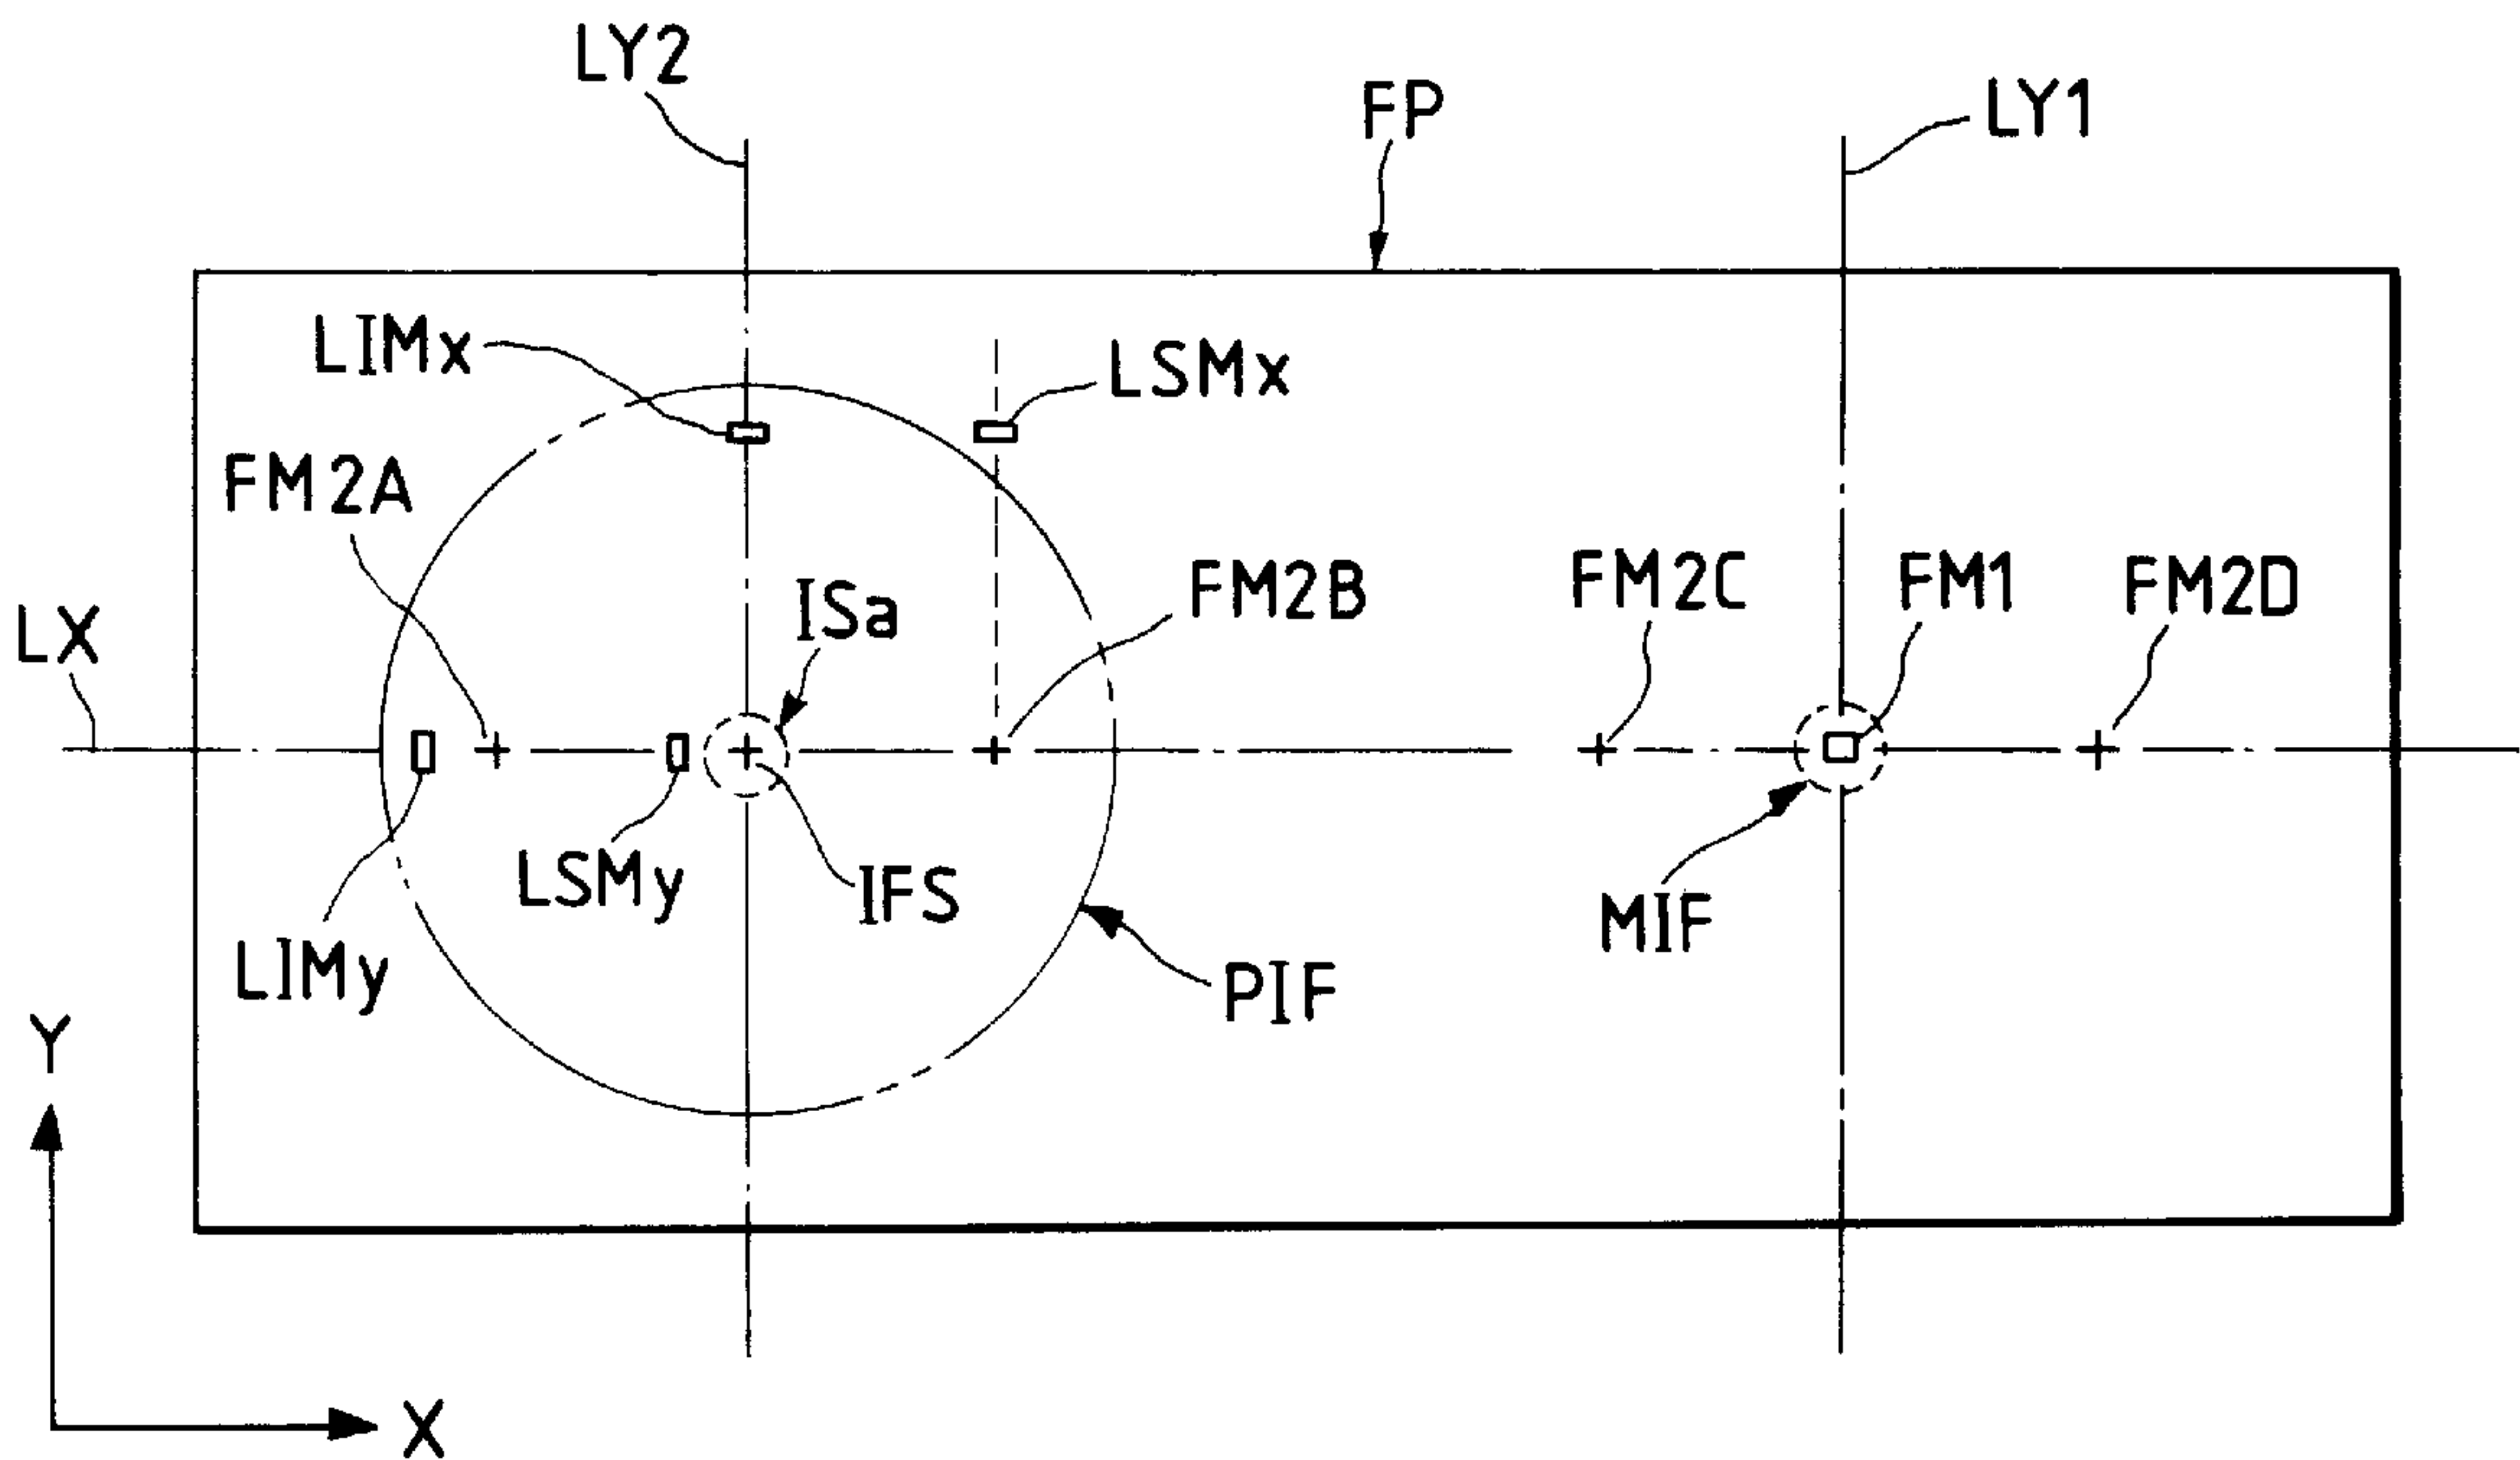 LY2
FP
LY1
LIMx
LSMx
FM2A
ISa
FM2B
FM2C
FM1
FM2D
LX
LSMy
IFS
MIF
LIMy
PIF
Y
X